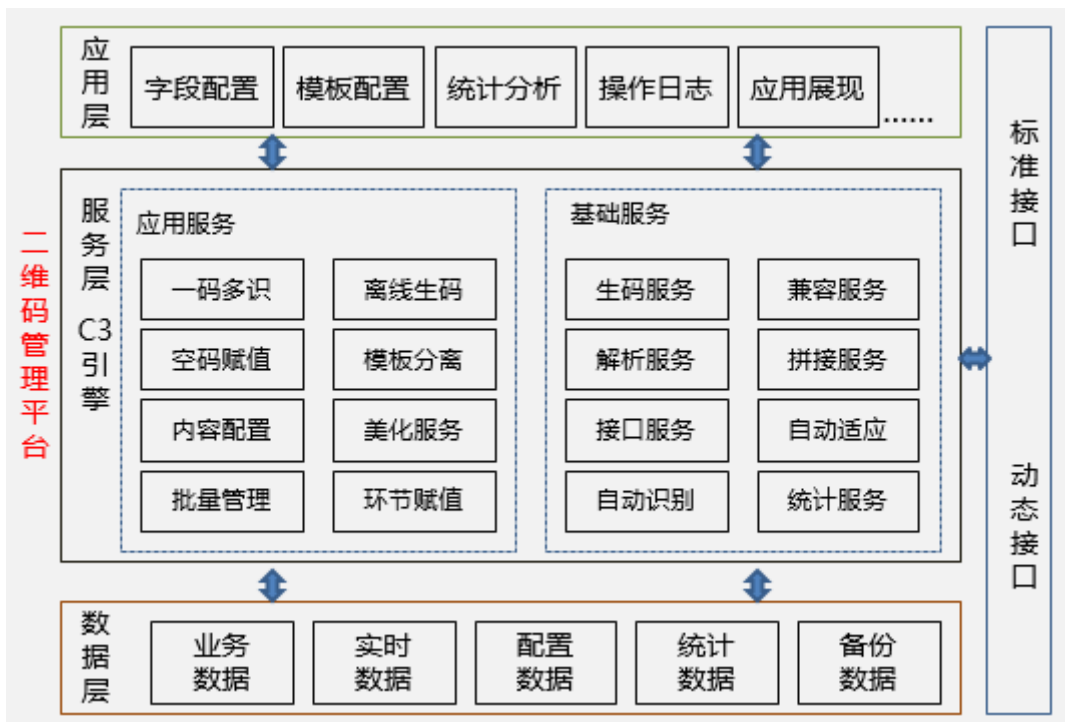 二维码管理平台
应用层
字段配置
模板配置
统计分析
操作日志
应用展现
......
服务层 C3引擎
应用服务
一码多识
离线生码
空码赋值
模板分离
内容配置
美化服务
批量管理
环节赋值
基础服务
生码服务
兼容服务
解析服务
拼接服务
接口服务
自动适应
自动识别
统计服务
数据层
业务
数据
实时
数据
配置
数据
统计
数据
备份
数据
标准接口
动态接口